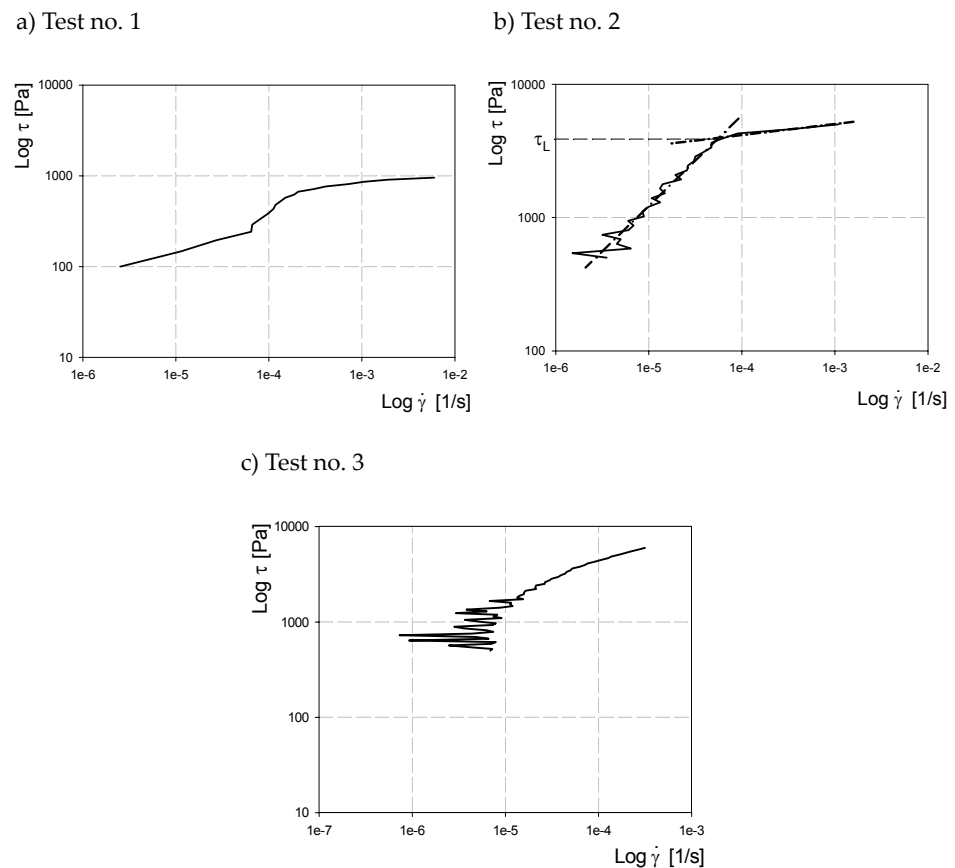 a) Test no. 1
10000
1000
100
10
Log τ [Pa]
1e-6 1e-5 1e-4 1e-3 1e-2
Log γ̇ [1/s]
b) Test no. 2
10000
1000
100
Log τ [Pa]
τL
1e-6 1e-5 1e-4 1e-3 1e-2
Log γ̇ [1/s]
c) Test no. 3
10000
1000
100
10
Log τ [Pa]
1e-7 1e-6 1e-5 1e-4 1e-3
Log γ̇ [1/s]